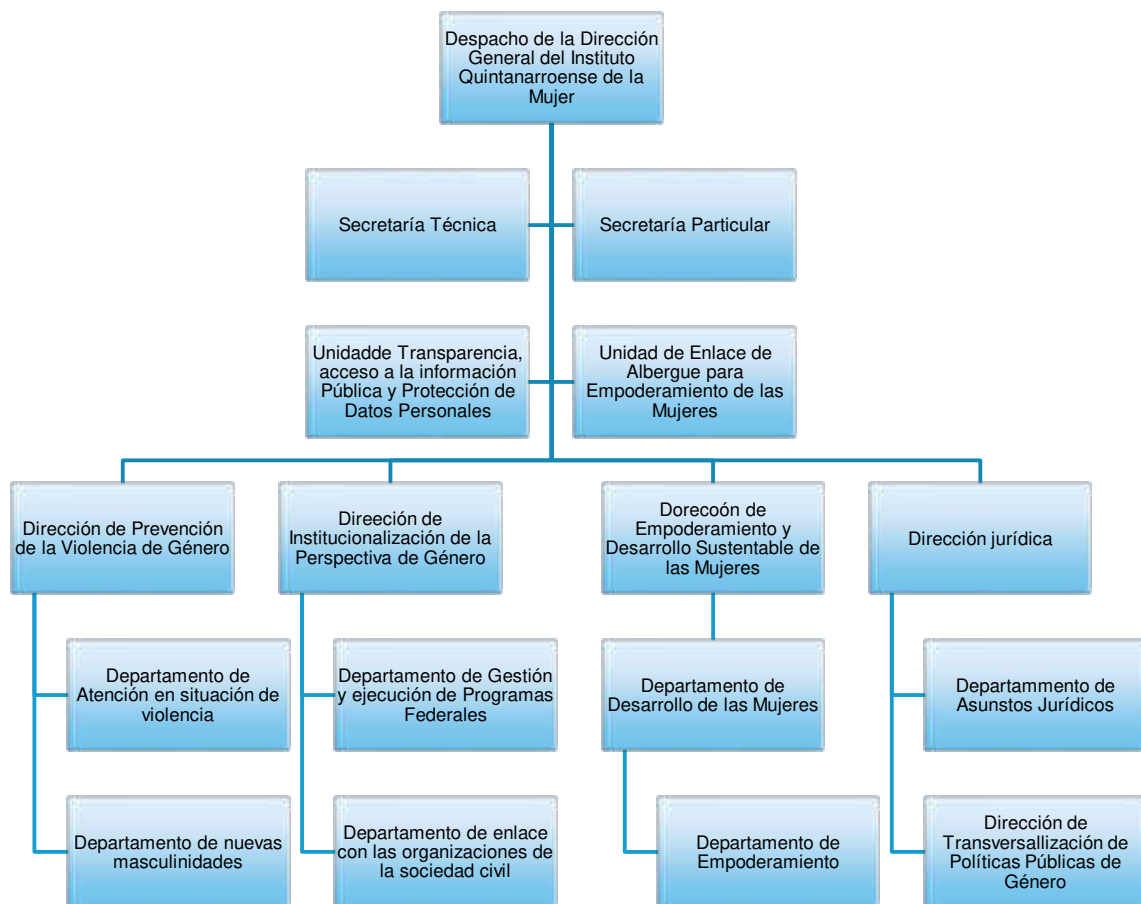 Despacho de la Dirección
General del Instituto
Quintanarroense de la
Mujer
Secretaría Técnica
Secretaría Particular
Unidadde Transparencia,
acceso a la información
Pública y Protección de
Datos Personales
Unidad de Enlace de
Albergue para
Empoderamiento de las
Mujeres
Dirección de Prevención
de la Violencia de Género
Direeción de
Institucionalización de la
Perspectiva de Género
Dorecoón de
Empoderamiento y
Desarrollo Sustentable de
las Mujeres
Dirección jurídica
Departamento de
Atención en situación de
violencia
Departamento de Gestión
y ejecución de Programas
Federales
Departamento de
Desarrollo de las Mujeres
Departammento de
Asunstos Jurídicos
Departamento de nuevas
masculinidades
Departamento de enlace
con las organizaciones de
la sociedad civil
Departamento de
Empoderamiento
Dirección de
Transversallización de
Políticas Públicas de
Género